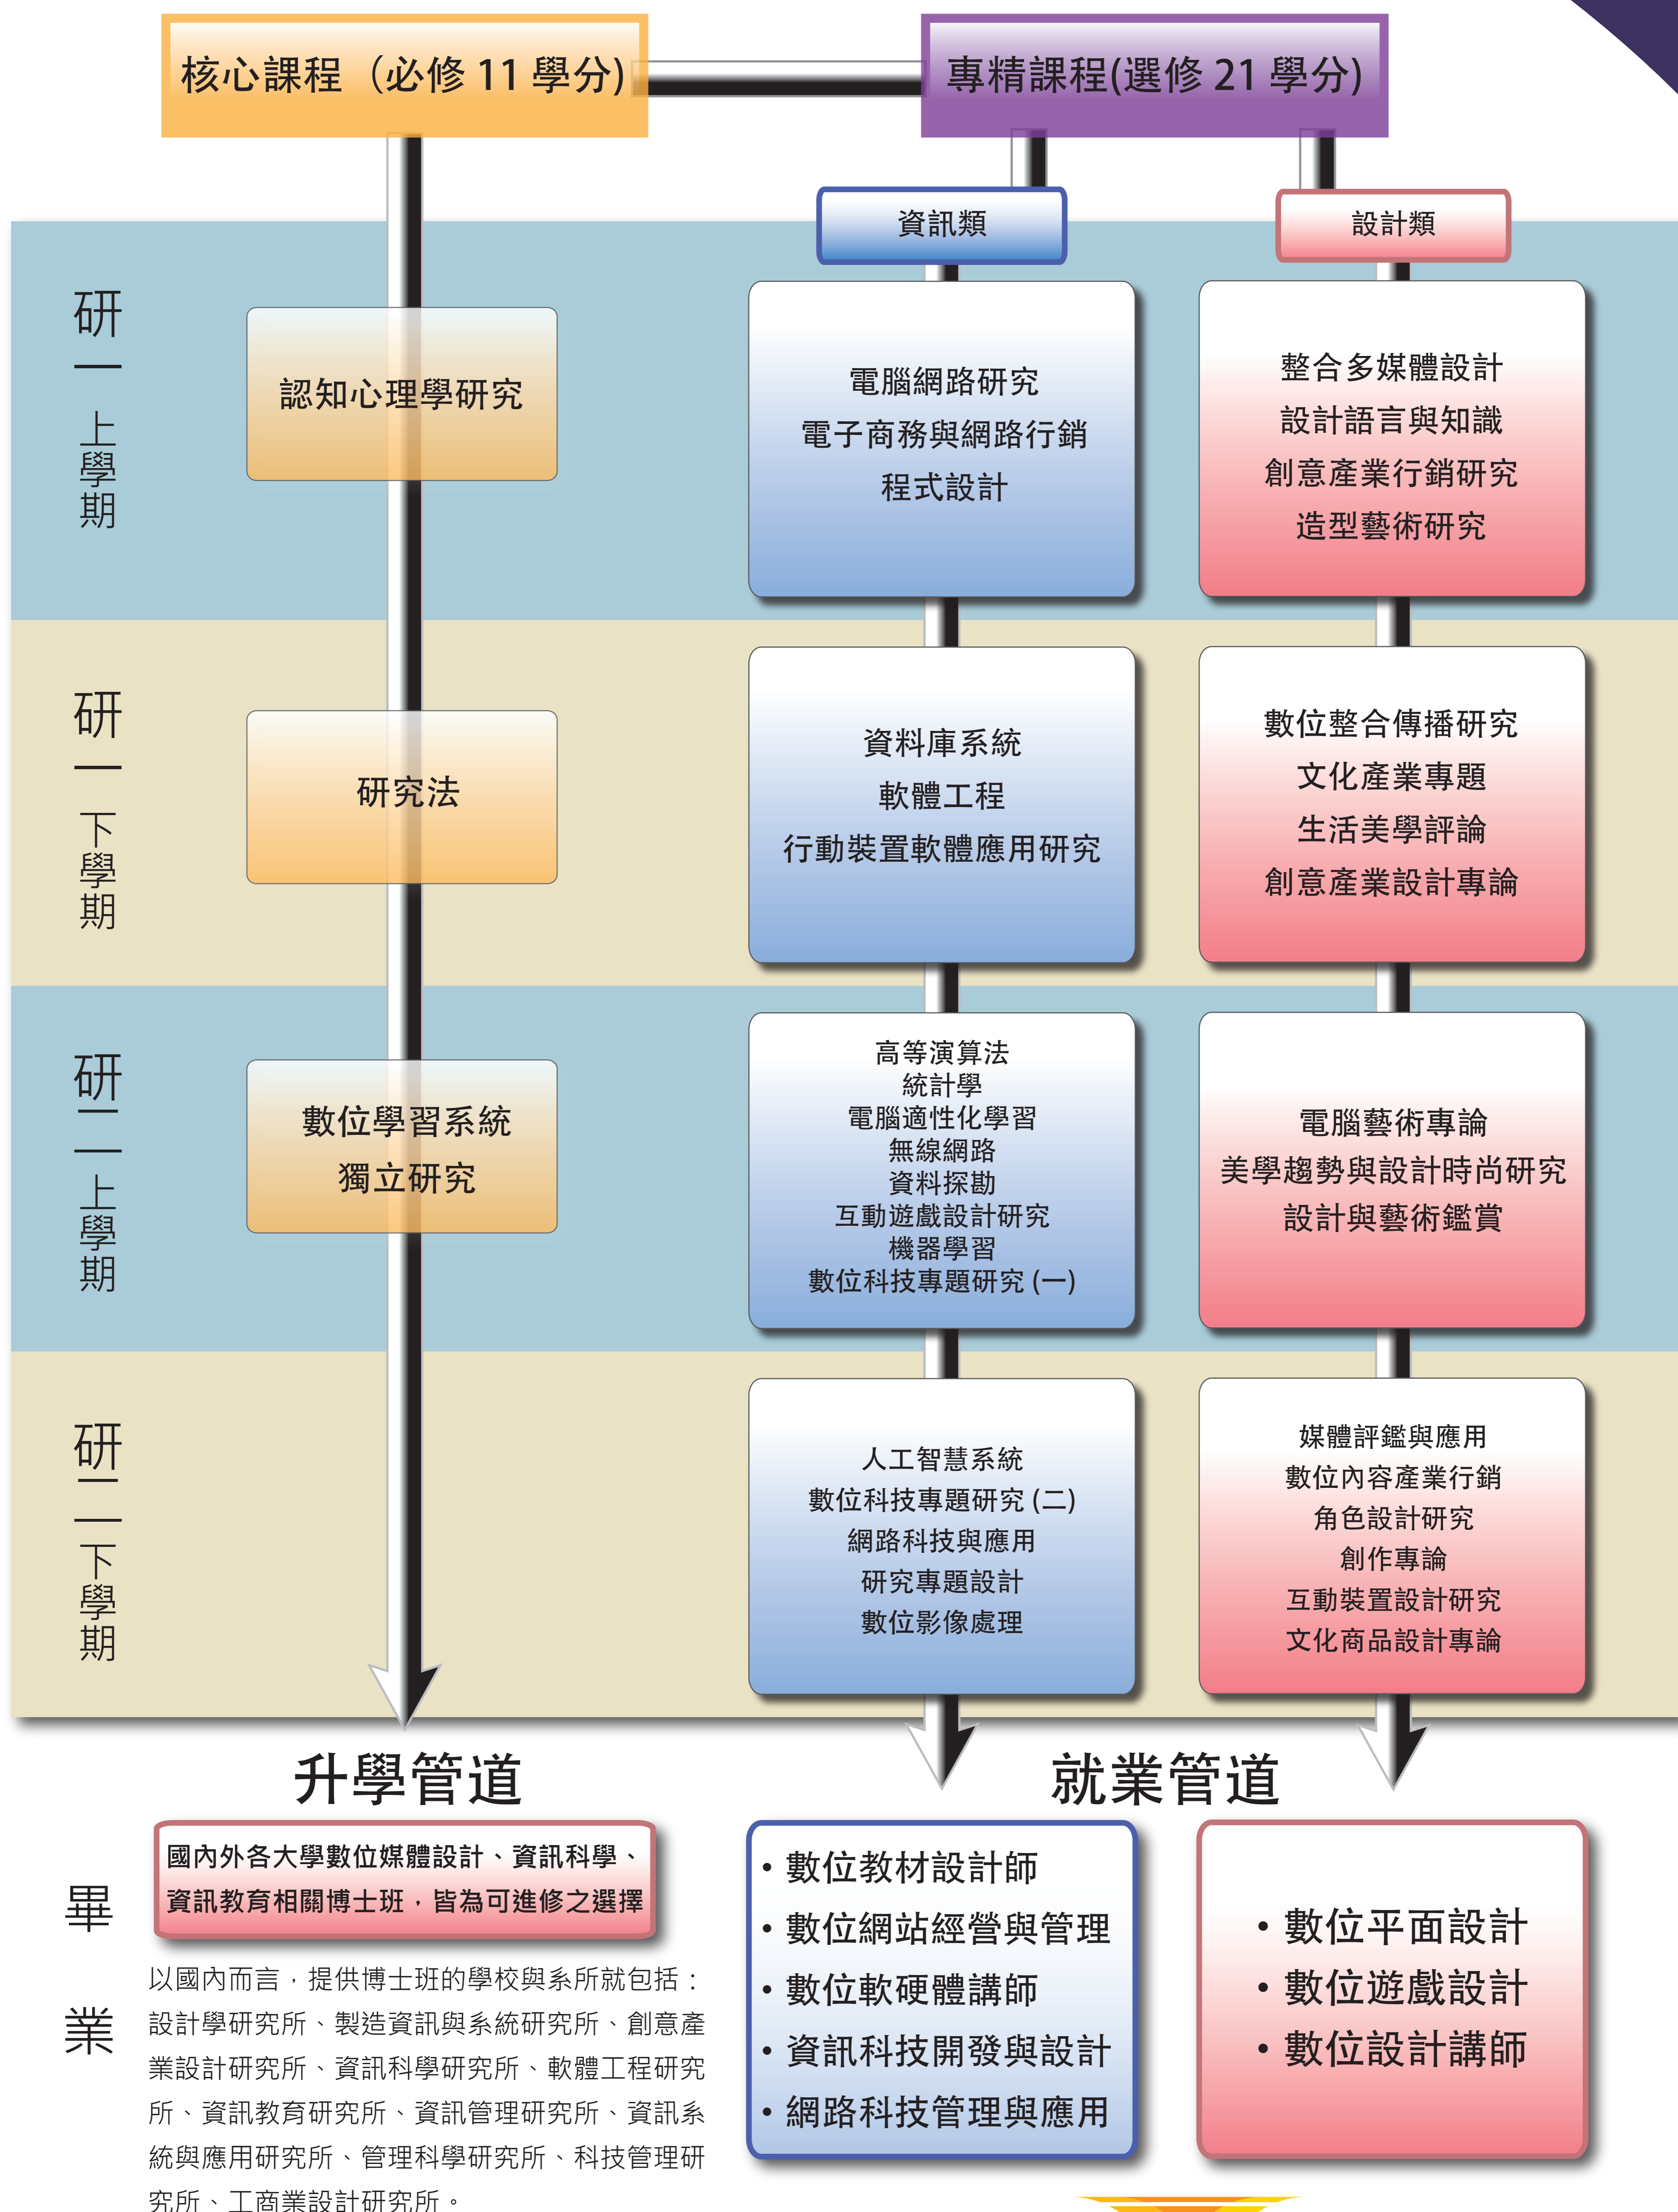 核心課程（必修 11 學分)
專精課程(選修 21 學分)
資訊類
設計類
研一
上學期
認知心理學研究
電腦網路研究
電子商務與網路行銷
程式設計
整合多媒體設計
設計語言與知識
創意產業行銷研究
造型藝術研究
研一
下學期
研究法
資料庫系統
軟體工程
行動裝置軟體應用研究
數位整合傳播研究
文化產業專題
生活美學評論
創意產業設計專論
研二
上學期
數位學習系統
獨立研究
高等演算法
統計學
電腦適性化學習
無線網路
資料探勘
互動遊戲設計研究
機器學習
數位科技專題研究 (一)
電腦藝術專論
美學趨勢與設計時尚研究
設計與藝術鑑賞
研二
下學期
人工智慧系統
數位科技專題研究 (二)
網路科技與應用
研究專題設計
數位影像處理
媒體評鑑與應用
數位內容產業行銷
角色設計研究
創作專論
互動裝置設計研究
文化商品設計專論
畢業
升學管道
國內外各大學數位媒體設計、資訊科學、
資訊教育相關博士班，皆為可進修之選擇
以國內而言，提供博士班的學校與系所就包括：
設計學研究所、製造資訊與系統研究所、創意產
業設計研究所、資訊科學研究所、軟體工程研究
所、資訊教育研究所、資訊管理研究所、資訊系
統與應用研究所、管理科學研究所、科技管理研
究所、工商業設計研究所。
就業管道
・數位教材設計師
・數位網站經營與管理
・數位軟硬體講師
・資訊科技開發與設計
・網路科技管理與應用
・數位平面設計
・數位遊戲設計
・數位設計講師